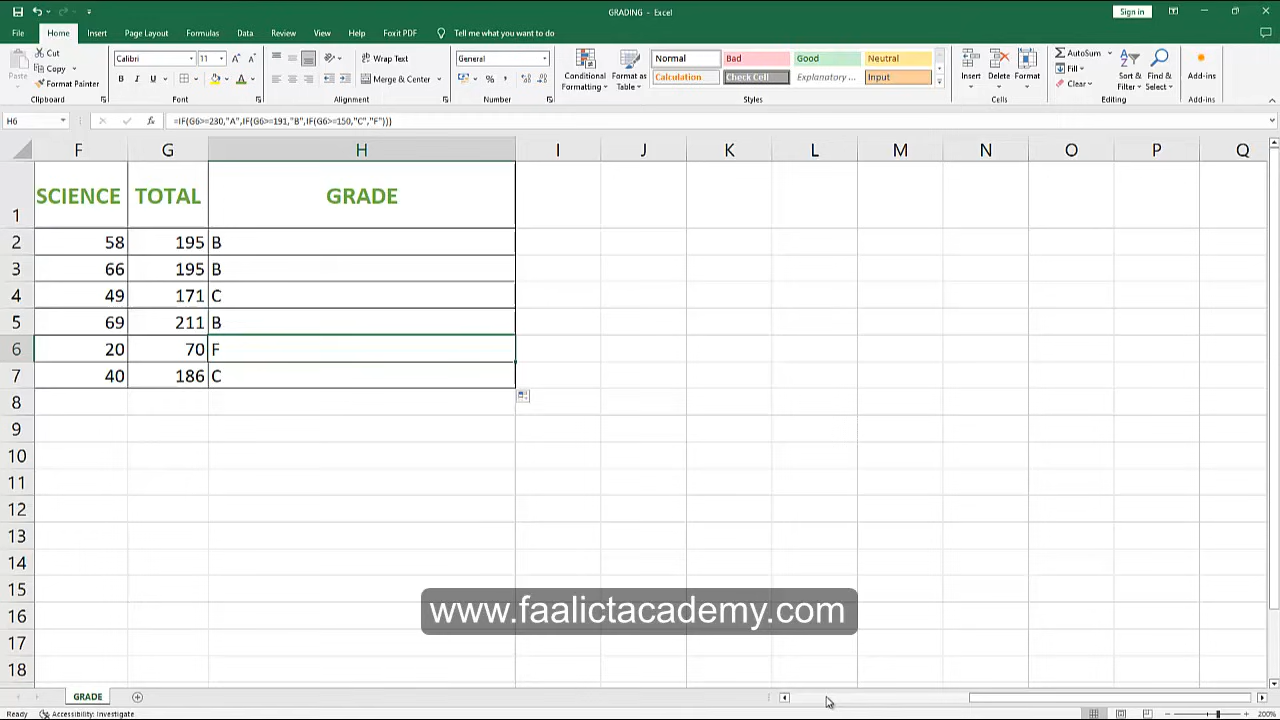 GRADING - Excel
Sign in
File Home Insert Page Layout Formulas Data Review View Help Foxit PDF Tell me what you want to do
Paste
Cut
Copy
Format Painter
Clipboard
Calibri 11
B I U
Font
Wrap Text
Merge & Center
Alignment
General
Number
Conditional Formatting
Format as Table
Normal Bad Good Neutral
Calculation Check Cell Explanatory ... Input
Styles
Insert Delete Format
Cells
AutoSum
Fill
Clear
Sort & Filter
Find & Select
Editing
Add-ins
Add-ins
H6 fx =IF(G6>=230,"A",IF(G6>=191,"B",IF(G6>=150,"C","F")))
F G H I J K L M N O P Q
1 SCIENCE TOTAL GRADE
2 58 195 B
3 66 195 B
4 49 171 C
5 69 211 B
6 20 70 F
7 40 186 C
8
9
10
11
12
13
14
15
16
17
18
www.faalictacademy.com
GRADE
Ready Accessibility: Investigate 200%